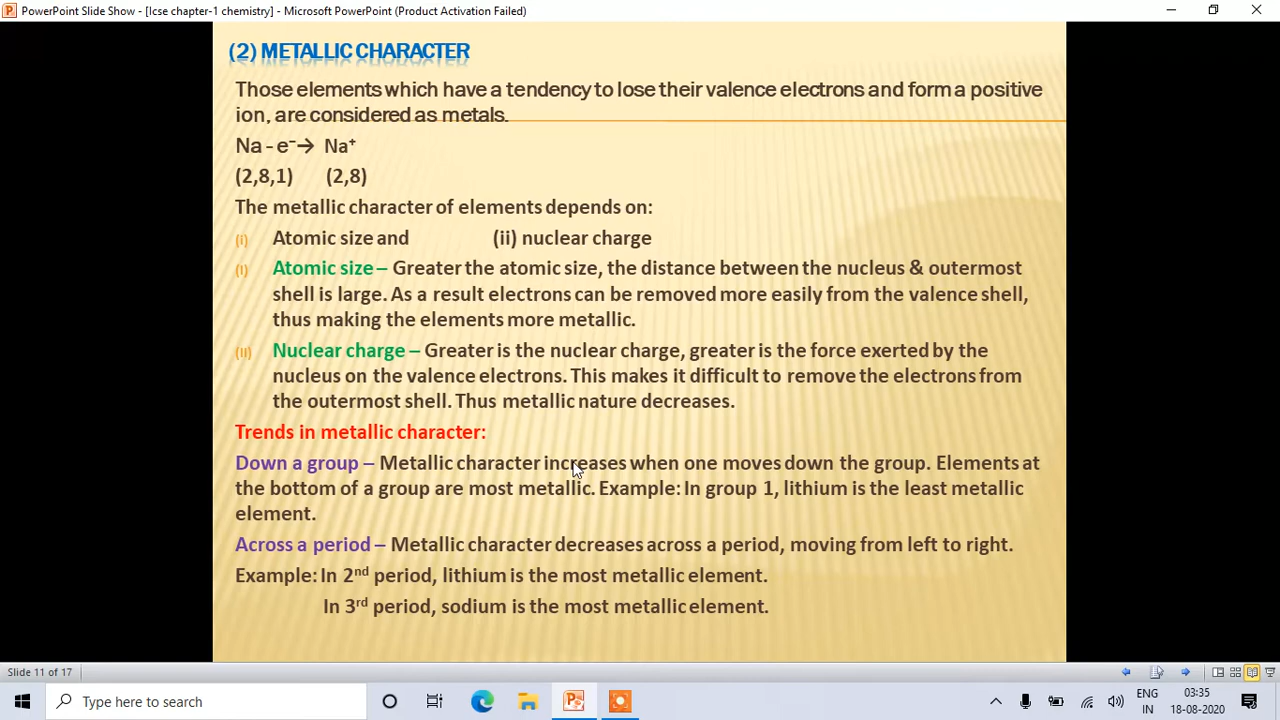 PowerPoint Slide Show - [Icse chapter-1 chemistry] - Microsoft PowerPoint (Product Activation Failed)
(2) METALLIC CHARACTER
Those elements which have a tendency to lose their valence electrons and form a positive
ion, are considered as metals.
Na - e⁻→ Na⁺
(2,8,1) (2,8)
The metallic character of elements depends on:
(i) Atomic size and (ii) nuclear charge
(I) Atomic size – Greater the atomic size, the distance between the nucleus & outermost
shell is large. As a result electrons can be removed more easily from the valence shell,
thus making the elements more metallic.
(II) Nuclear charge – Greater is the nuclear charge, greater is the force exerted by the
nucleus on the valence electrons. This makes it difficult to remove the electrons from
the outermost shell. Thus metallic nature decreases.
Trends in metallic character:
Down a group – Metallic character increases when one moves down the group. Elements at
the bottom of a group are most metallic. Example: In group 1, lithium is the least metallic
element.
Across a period – Metallic character decreases across a period, moving from left to right.
Example: In 2nd period, lithium is the most metallic element.
In 3rd period, sodium is the most metallic element.
Slide 11 of 17
Type here to search
ENG
IN
03:35
18-08-2020